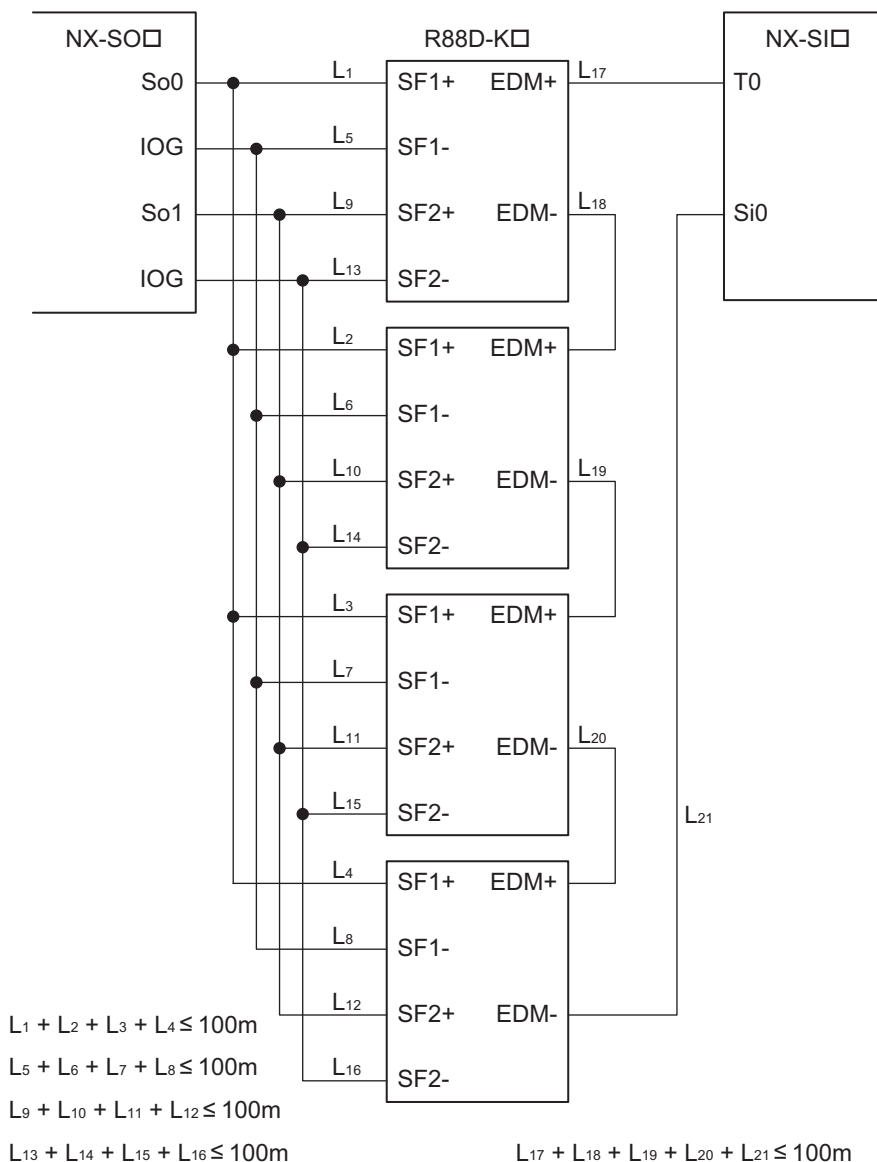 NX-SO□ R88D-K□ NX-SI□
So0 L1 SF1+ EDM+ L17 T0
IOG L5 SF1-
So1 L9 SF2+ EDM- L18 Si0
IOG L13 SF2-
L2 SF1+ EDM+
L6 SF1-
L10 SF2+ EDM- L19
L14 SF2-
L3 SF1+ EDM+
L7 SF1-
L11 SF2+ EDM- L20
L15 SF2-
L21
L4 SF1+ EDM+
L8 SF1-
L12 SF2+ EDM-
L16 SF2-
L1 + L2 + L3 + L4 ≤ 100m
L5 + L6 + L7 + L8 ≤ 100m
L9 + L10 + L11 + L12 ≤ 100m
L13 + L14 + L15 + L16 ≤ 100m
L17 + L18 + L19 + L20 + L21 ≤ 100m